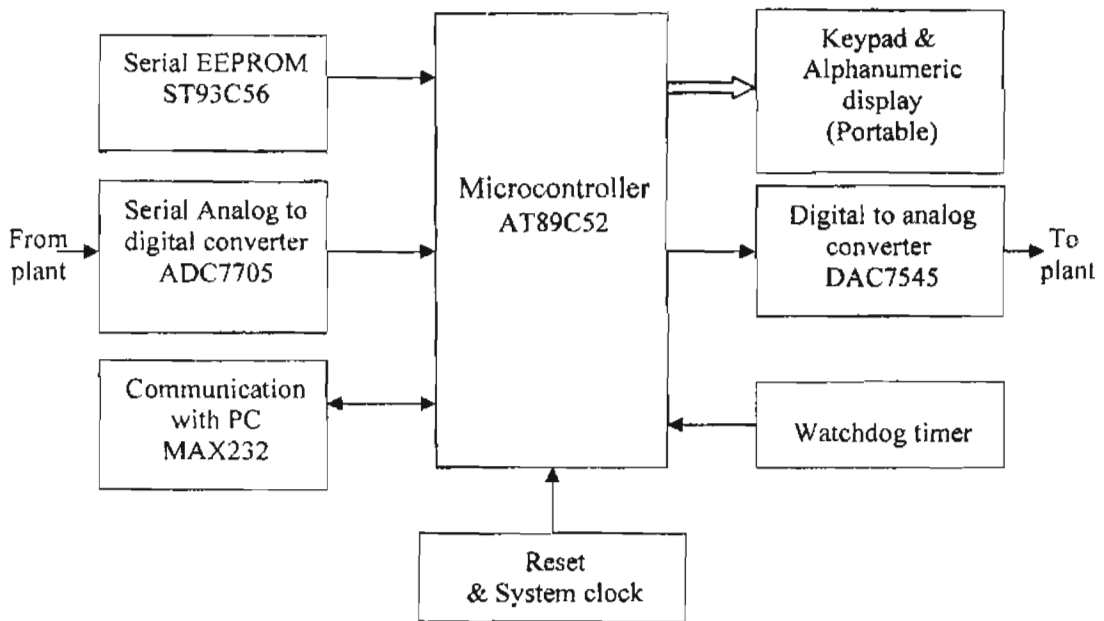 Serial EEPROM
ST93C56
Keypad &
Alphanumeric
display
(Portable)
Microcontroller
AT89C52
From
plant
Serial Analog to
digital converter
ADC7705
Digital to analog
converter
DAC7545
To
plant
Communication
with PC
MAX232
Watchdog timer
Reset
& System clock